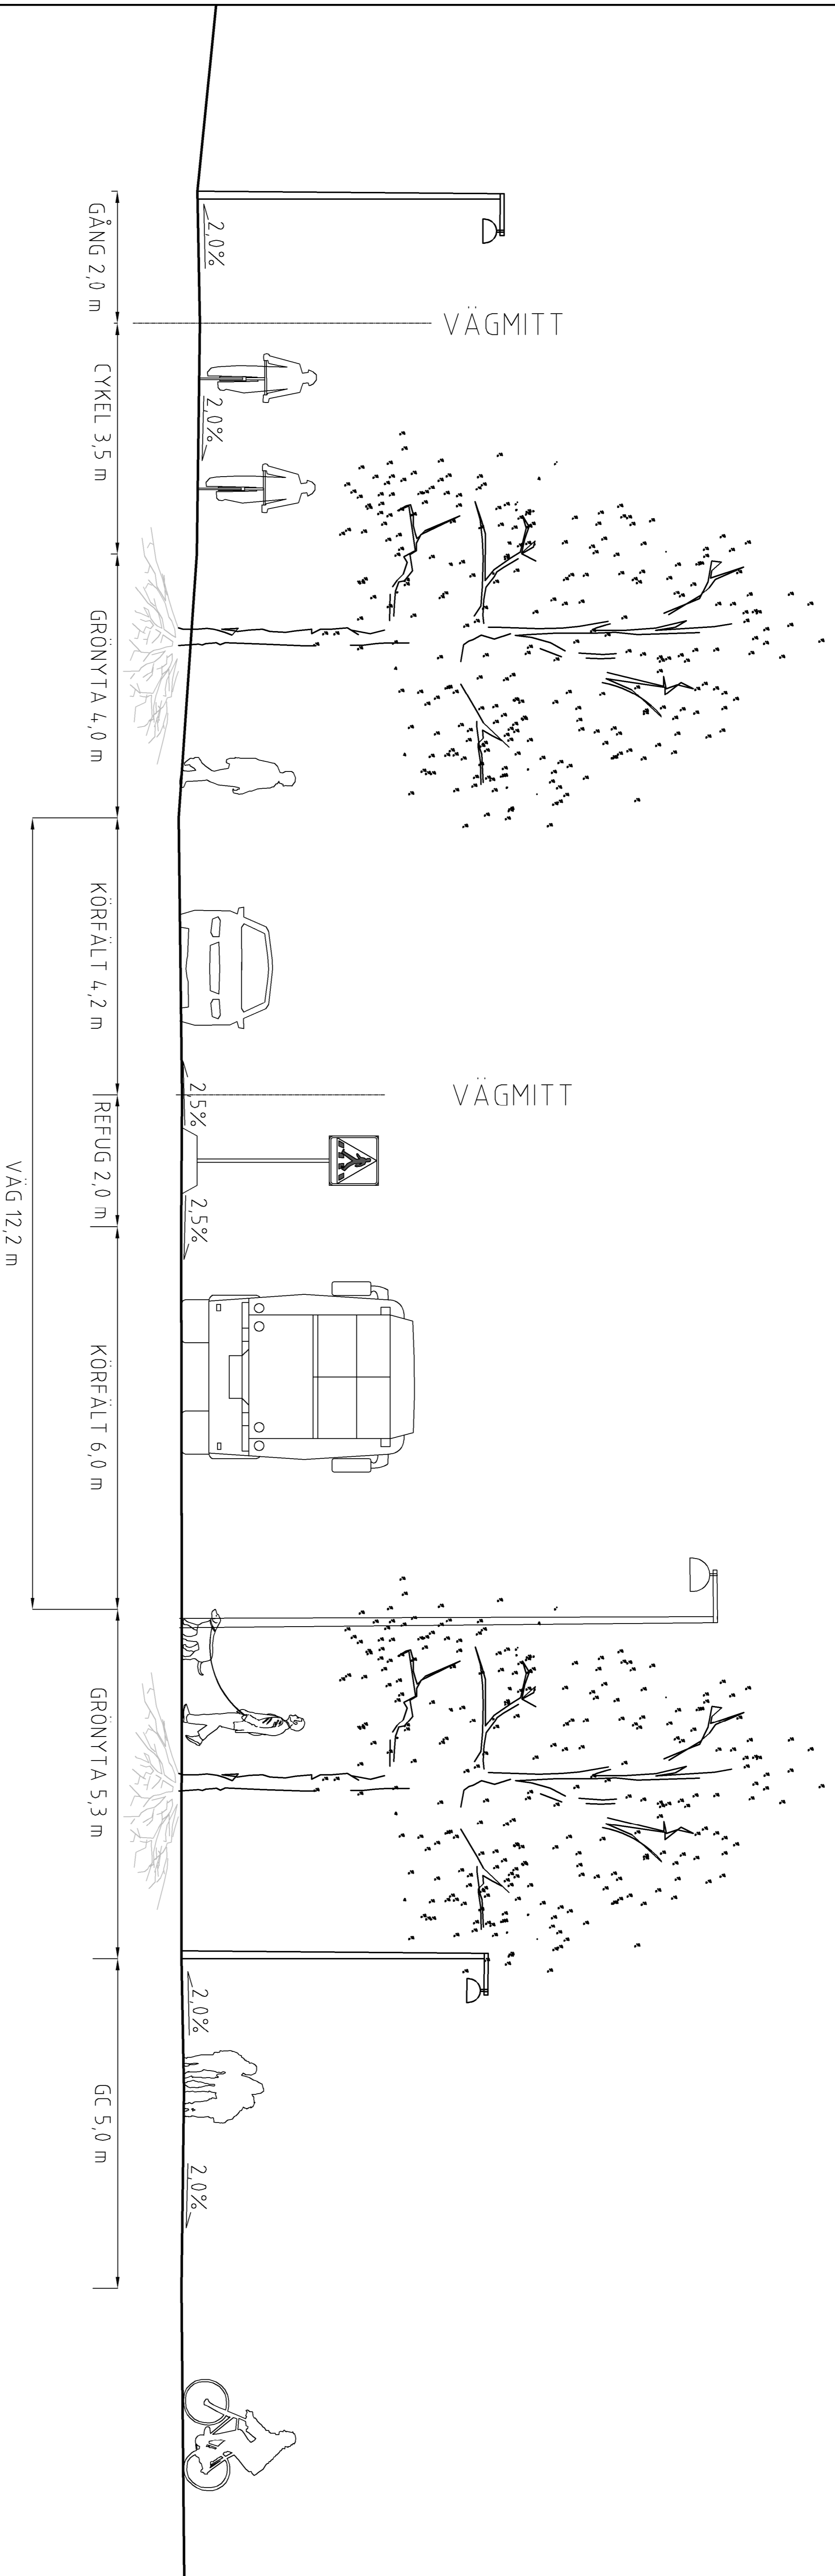 VÄGMITT
VÄGMITT
2,0%
2,0%
2,5%
2,5%
2,0%
2,0%
GÅNG 2,0 m
CYKEL 3,5 m
GRÖNYTA 4,0 m
KÖRFÄLT 4,2 m
REFUG 2,0 m
KÖRFÄLT 6,0 m
GRÖNYTA 5,3 m
GC 5,0 m
VÄG 12,2 m